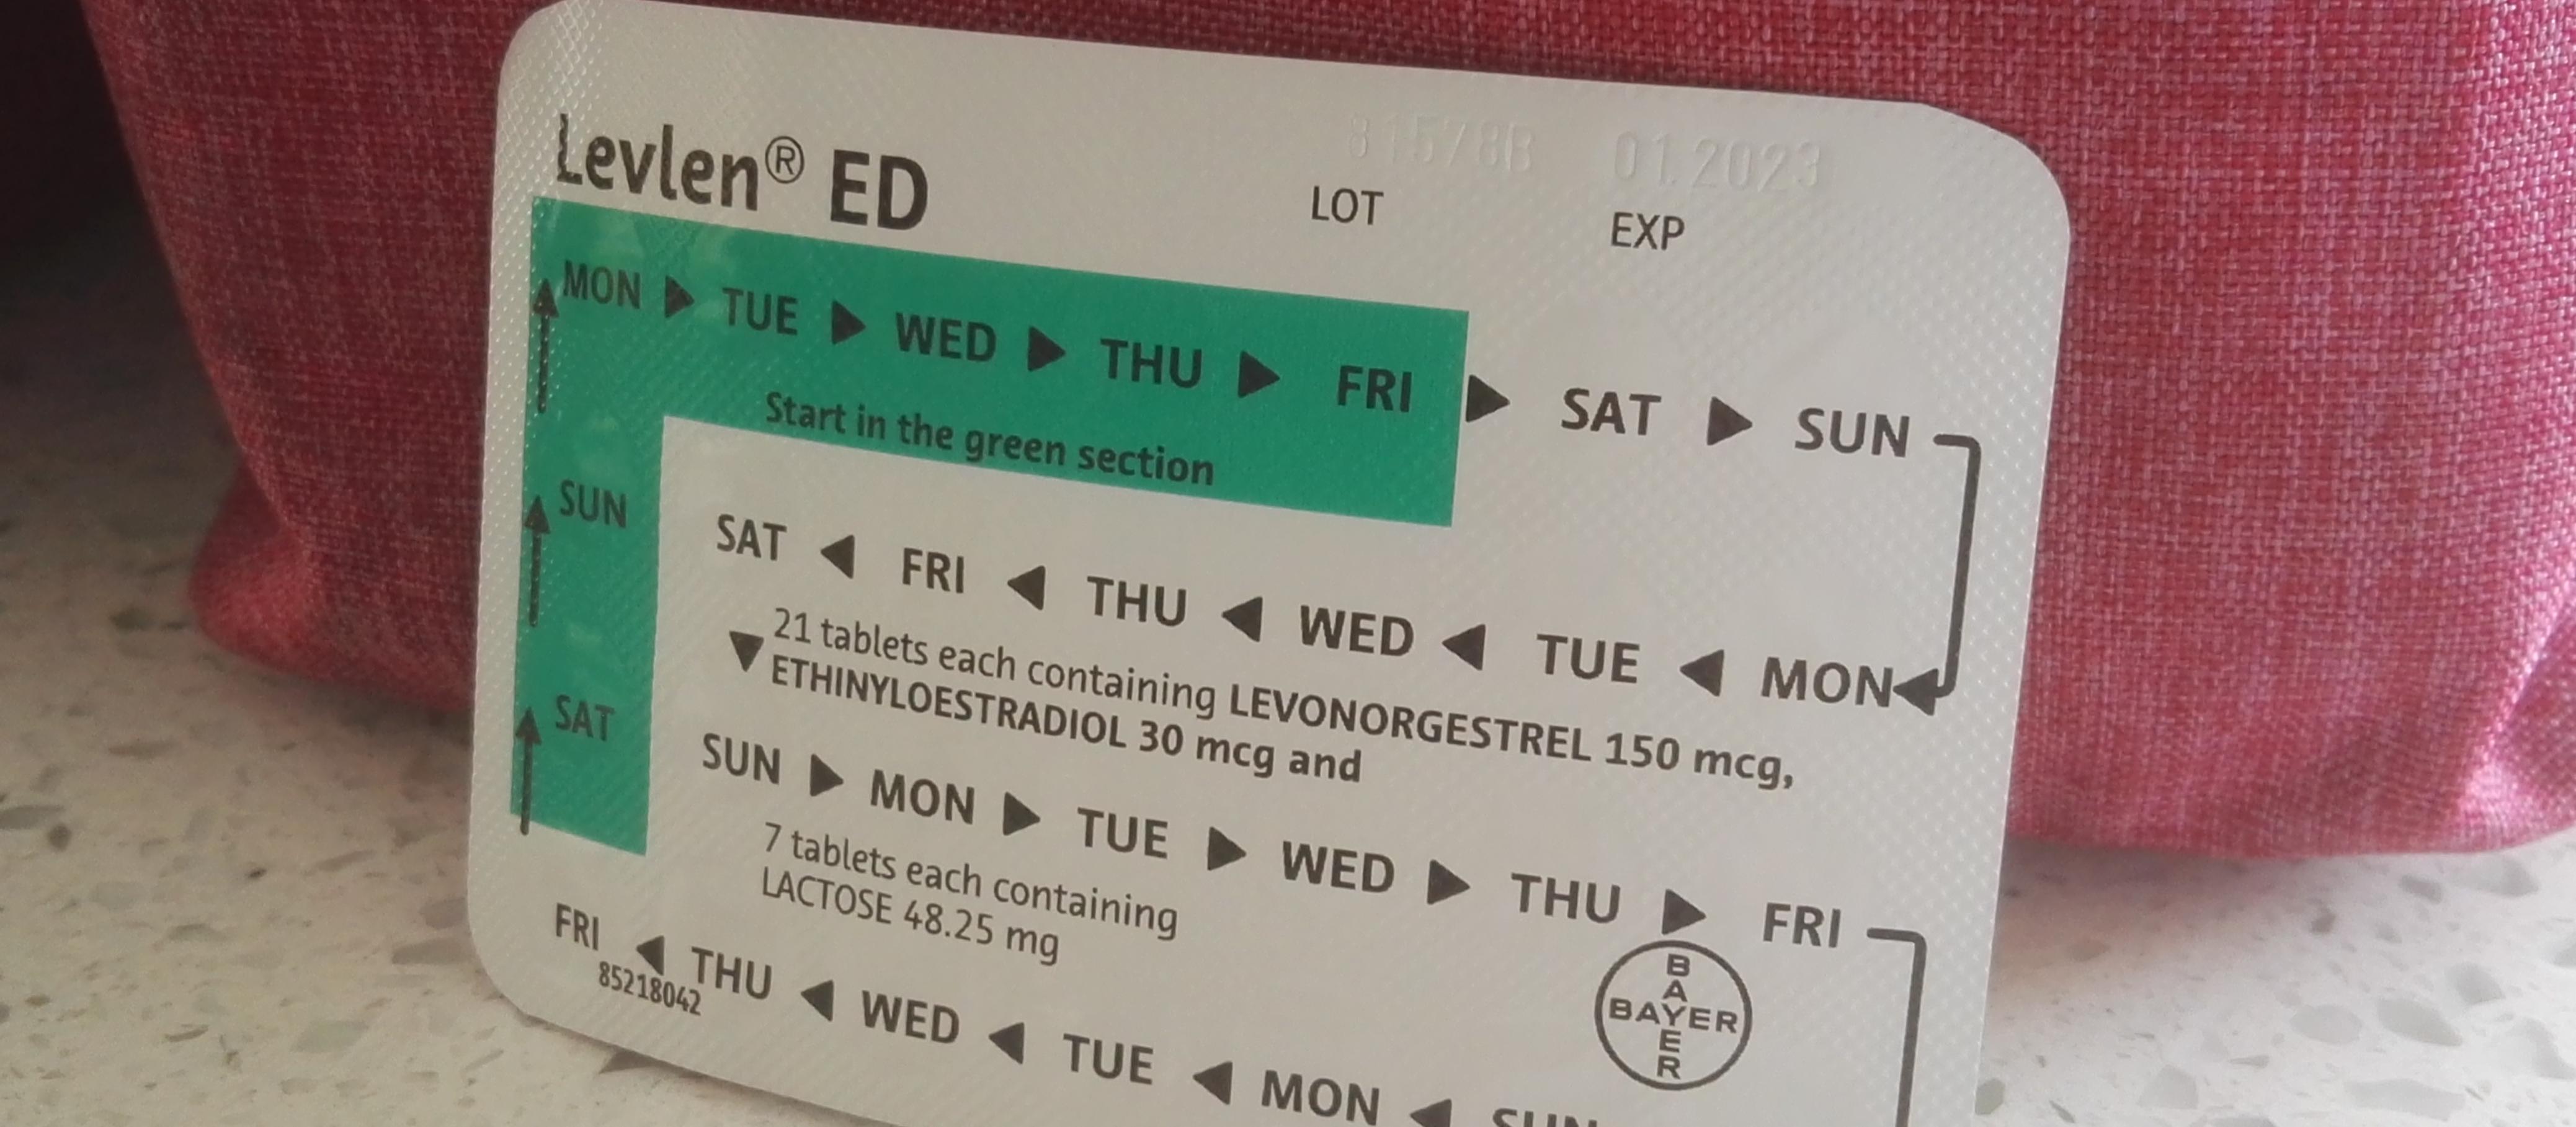 Levlen® ED
81578B 01.2023
LOT EXP
MON TUE WED THU FRI SAT SUN
Start in the green section
SUN
SAT FRI THU WED TUE MON
21 tablets each containing LEVONORGESTREL 150 mcg,
ETHINYLOESTRADIOL 30 mcg and
SAT
SUN MON TUE WED THU FRI
7 tablets each containing
LACTOSE 48.25 mg
FRI THU WED TUE MON SUN
85218042
BAYER
BAYER